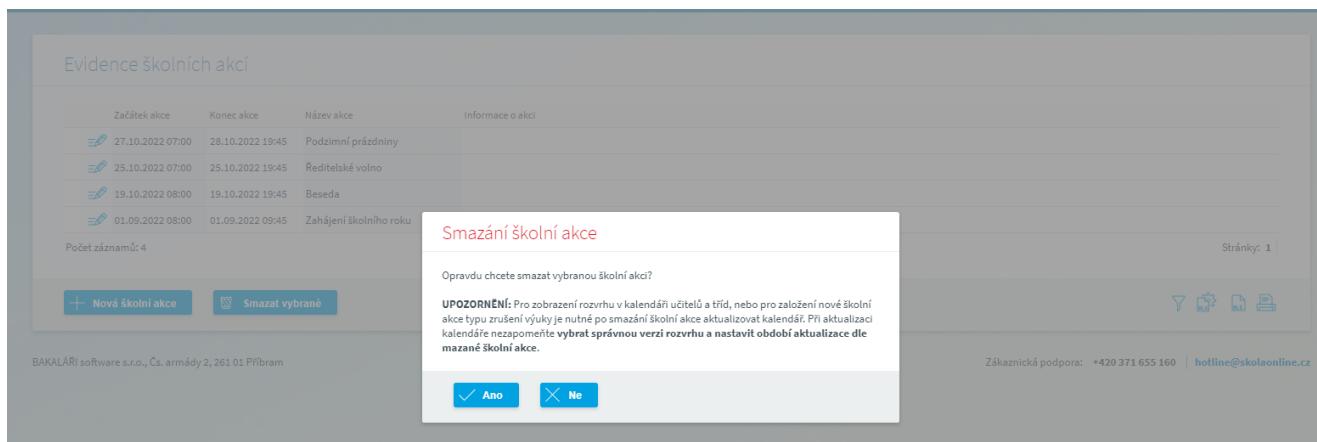 Evidence školních akcí
Začátek akce Konec akce Název akce Informace o akci
27.10.2022 07:00 28.10.2022 19:45 Podzimní prázdniny
25.10.2022 07:00 25.10.2022 19:45 Ředitelské volno
19.10.2022 08:00 19.10.2022 19:45 Beseda
01.09.2022 08:00 01.09.2022 09:45 Zahájení školního roku
Počet záznamů: 4 Stránky: 1
Smazání školní akce
Opravdu chcete smazat vybranou školní akci?
UPOZORNĚNÍ: Pro zobrazení rozvrhu v kalendáři učitelů a tříd, nebo pro založení nové školní
akce typu zrušení výuky je nutné po smazání školní akce aktualizovat kalendář. Při aktualizaci
kalendáře nezapomeňte vybrat správnou verzi rozvrhu a nastavit období aktualizace dle
mazané školní akce.
Ano Ne
Nová školní akce Smazat vybrané
BAKALÁŘI software s.r.o., Čs. armády 2, 261 01 Příbram Zákaznická podpora: +420 371 655 160 hotline@skolaonline.cz